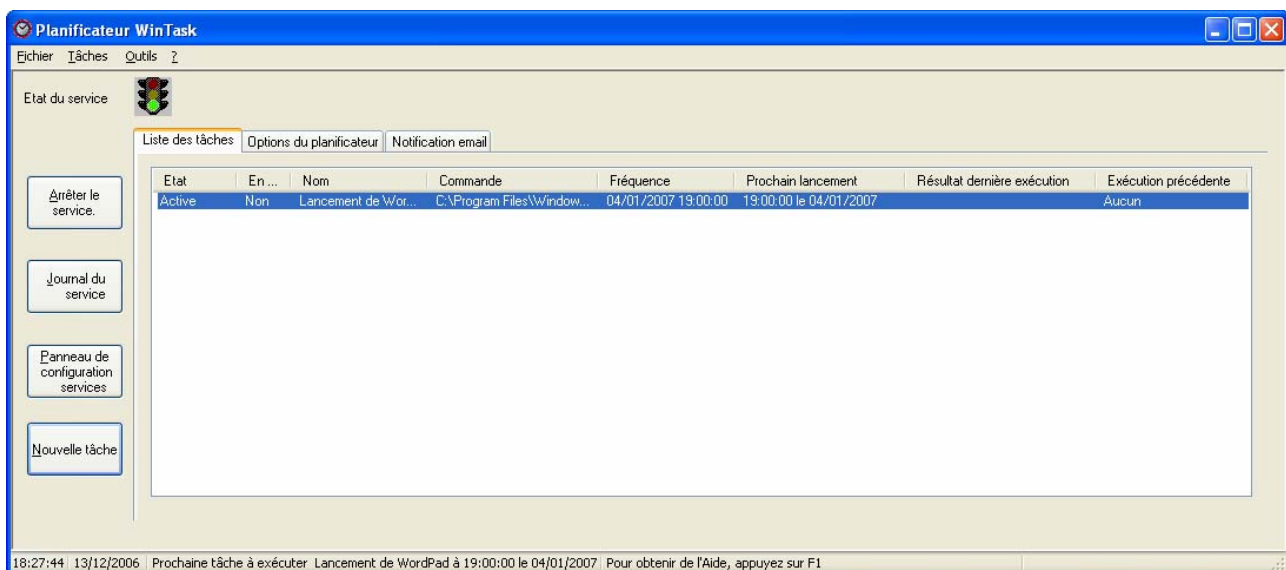 Planificateur WinTask
Fichier Tâches Outils ?
Etat du service
Liste des tâches Options du planificateur Notification email
Arrêter le
service.
Journal du
service
Panneau de
configuration
services
Nouvelle tâche
Etat En ... Nom Commande Fréquence Prochain lancement Résultat dernière exécution Exécution précédente
Active Non Lancement de Wor... C:\Program Files\Window... 04/01/2007 19:00:00 19:00:00 le 04/01/2007 Aucun
18:27:44 13/12/2006 Prochaine tâche à exécuter Lancement de WordPad à 19:00:00 le 04/01/2007 Pour obtenir de l'Aide, appuyez sur F1